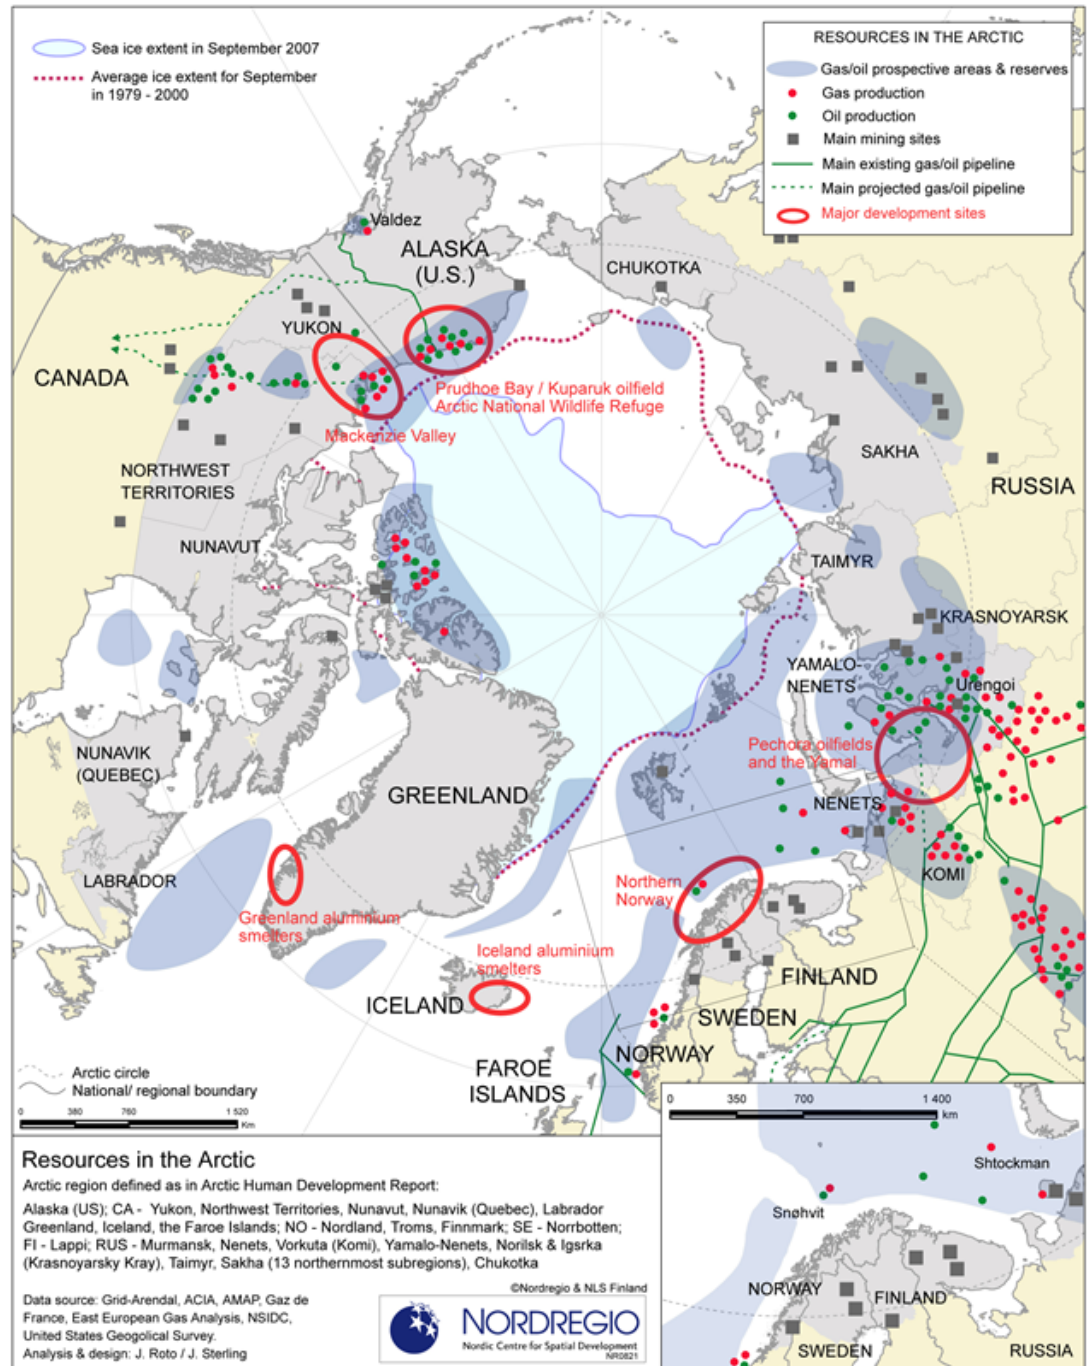 Sea ice extent in September 2007
Average ice extent for September
in 1979 - 2000
RESOURCES IN THE ARCTIC
Gas/oil prospective areas & reserves
Gas production
Oil production
Main mining sites
Main existing gas/oil pipeline
Main projected gas/oil pipeline
Major development sites
Valdez
ALASKA
(U.S.)
CHUKOTKA
YUKON
CANADA
Prudhoe Bay / Kuparuk oilfield
Arctic National Wildlife Refuge
Mackenzie Valley
SAKHA
NORTHWEST
TERRITORIES
RUSSIA
NUNAVUT
TAIMYR
KRASNOYARSK
YAMALO-
NENETS
Urengoi
NUNAVIK
(QUEBEC)
Pechora oilfields
and the Yamal
GREENLAND
NENETS
LABRADOR
KOMI
Northern
Norway
Greenland aluminium
smelters
Iceland aluminium
smelters
FINLAND
ICELAND
SWEDEN
NORWAY
FAROE
ISLANDS
Arctic circle
National/ regional boundary
0 380 760 1 520
Km
0 350 700 1 400
km
Shtockman
Snøhvit
NORWAY
FINLAND
SWEDEN
RUSSIA
Resources in the Arctic
Arctic region defined as in Arctic Human Development Report:
Alaska (US); CA - Yukon, Northwest Territories, Nunavut, Nunavik (Quebec), Labrador
Greenland, Iceland, the Faroe Islands; NO - Nordland, Troms, Finnmark; SE - Norrbotten;
FI - Lappi; RUS - Murmansk, Nenets, Vorkuta (Komi), Yamalo-Nenets, Norilsk & Igsrka
(Krasnoyarsky Kray), Taimyr, Sakha (13 northernmost subregions), Chukotka
©Nordregio & NLS Finland
Data source: Grid-Arendal, ACIA, AMAP, Gaz de
France, East European Gas Analysis, NSIDC,
United States Geogolical Survey.
Analysis & design: J. Roto / J. Sterling
NORDREGIO
Nordic Centre for Spatial Development
NR0821